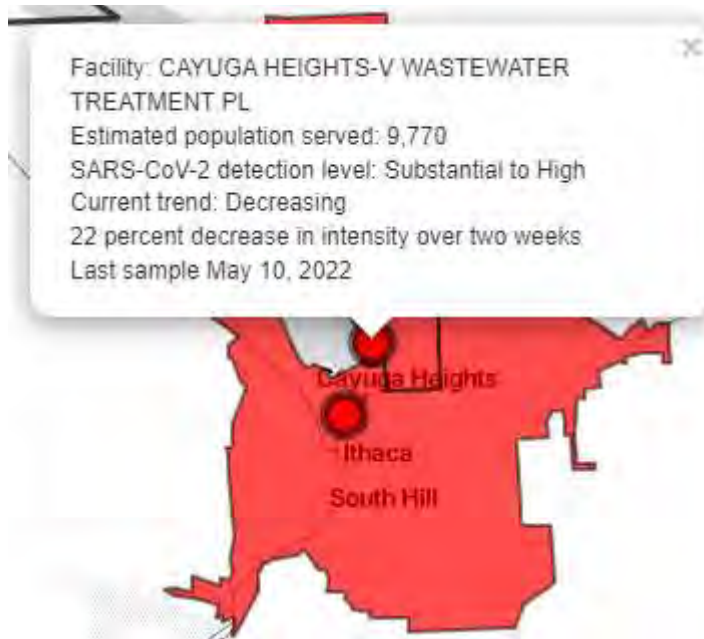 Facility: CAYUGA HEIGHTS-V WASTEWATER
TREATMENT PL
Estimated population served: 9,770
SARS-CoV-2 detection level: Substantial to High
Current trend: Decreasing
22 percent decrease in intensity over two weeks
Last sample May 10, 2022
Cayuga Heights
Ithaca
South Hill